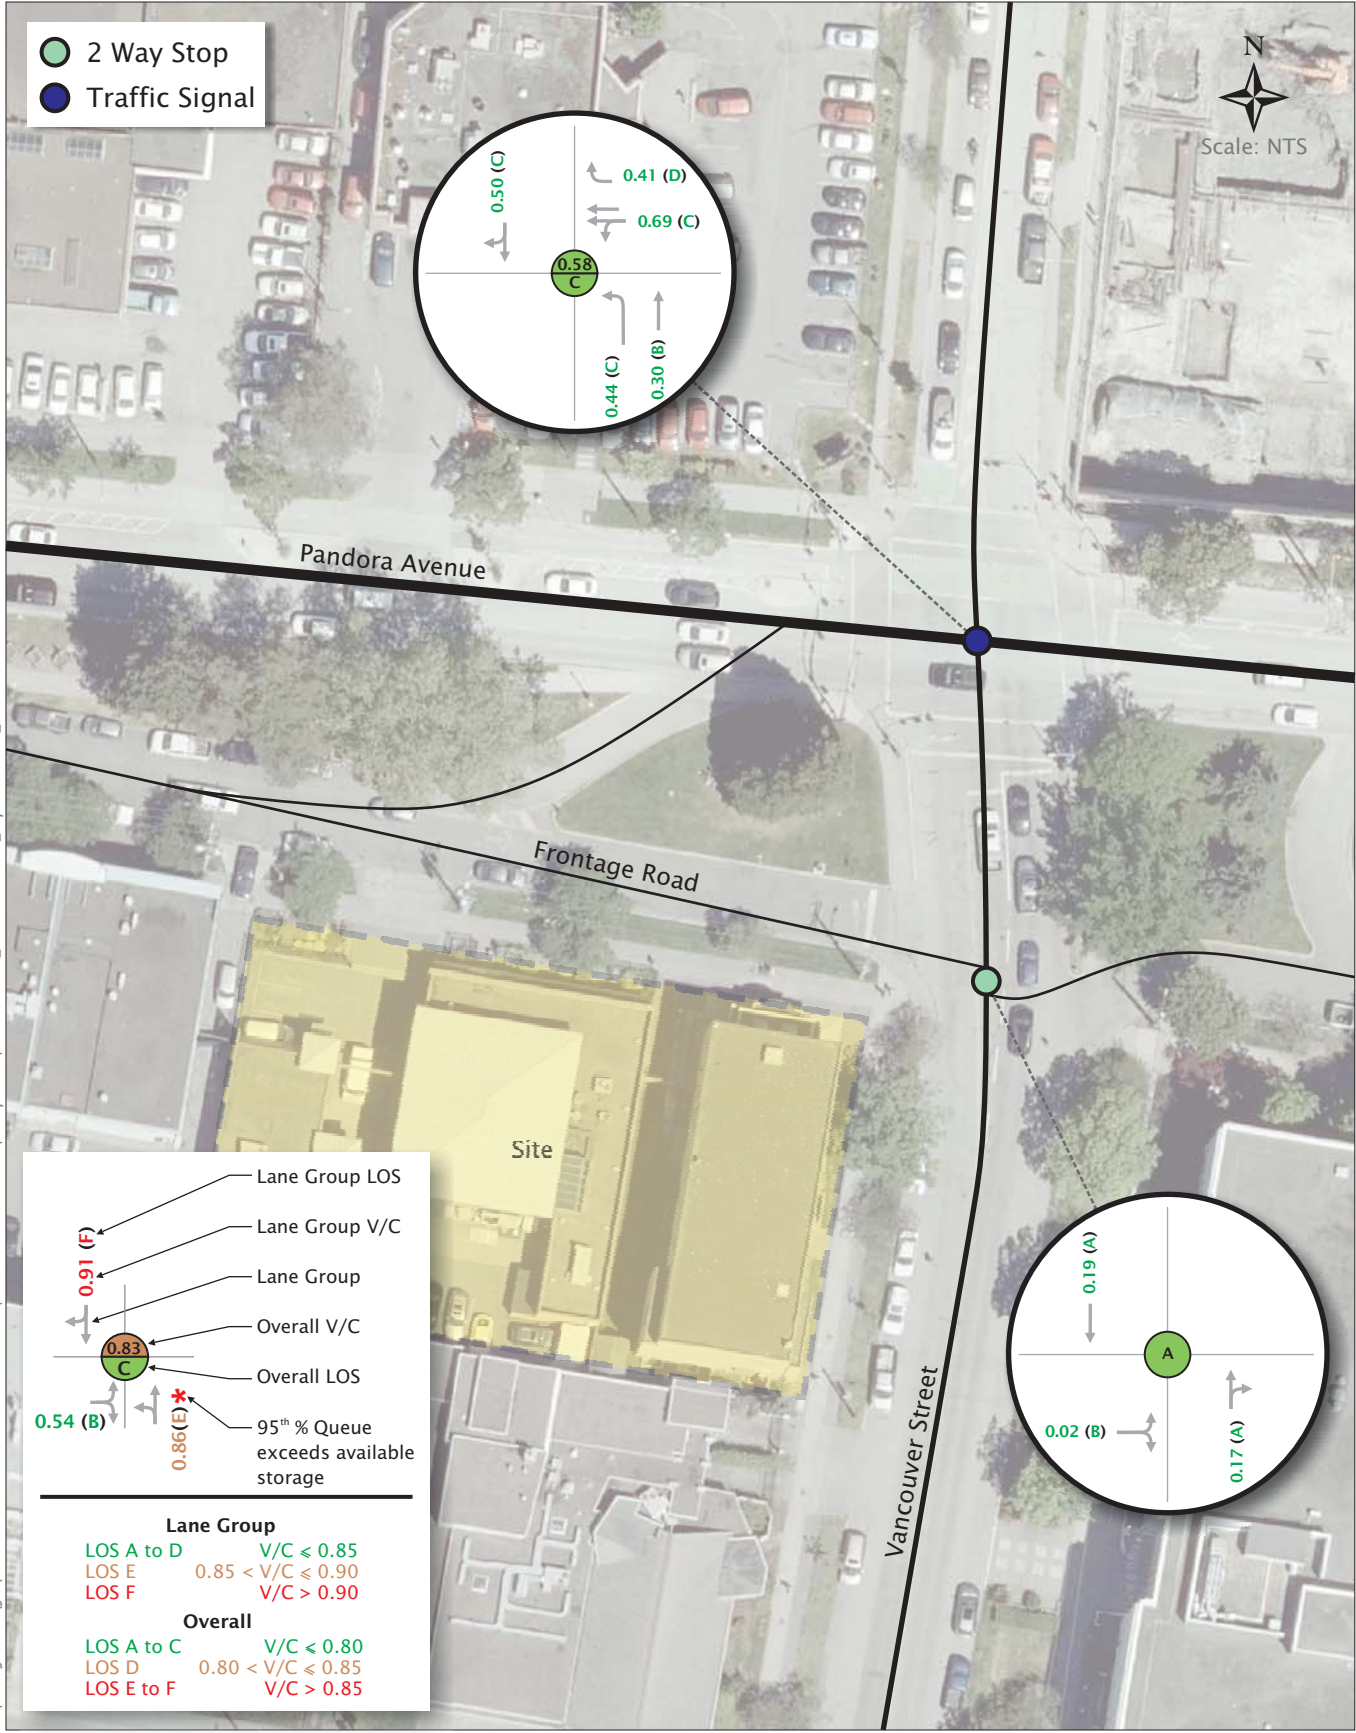 2 Way Stop
Traffic Signal
N
Scale: NTS
0.50 (C)
0.41 (D)
0.69 (C)
0.58
C
0.44 (C)
0.30 (B)
Pandora Avenue
Frontage Road
Site
Vancouver Street
0.19 (A)
A
0.02 (B)
0.17 (A)
Lane Group LOS
Lane Group V/C
Lane Group
Overall V/C
Overall LOS
95th % Queue
exceeds available
storage
0.91 (F)
0.83
C
0.54 (B)
0.86(E)*
Lane Group
LOS A to D V/C ⩽ 0.85
LOS E 0.85 < V/C ⩽ 0.90
LOS F V/C > 0.90
Overall
LOS A to C V/C ⩽ 0.80
LOS D 0.80 < V/C ⩽ 0.85
LOS E to F V/C > 0.85